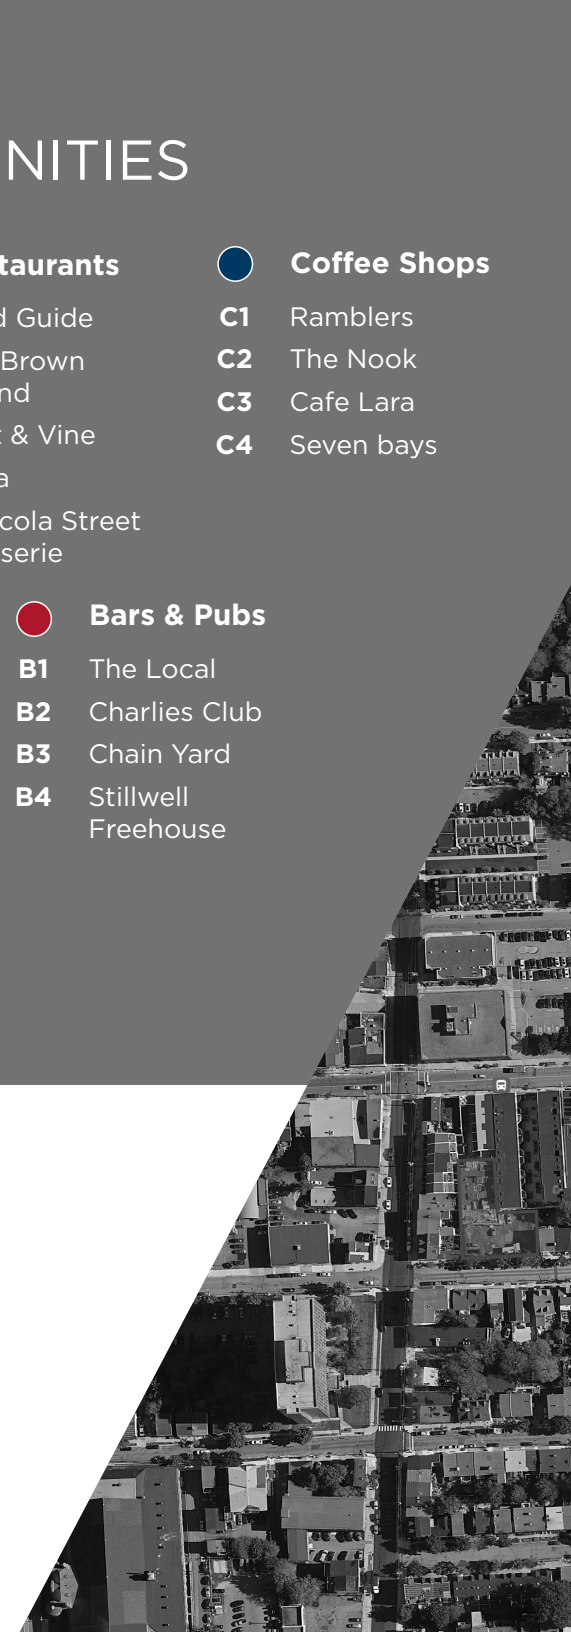 NITIES
taurants
d Guide
Brown
nd
& Vine
a
cola Street
serie
Coffee Shops
C1 Ramblers
C2 The Nook
C3 Cafe Lara
C4 Seven bays
Bars & Pubs
B1 The Local
B2 Charlies Club
B3 Chain Yard
B4 Stillwell
Freehouse